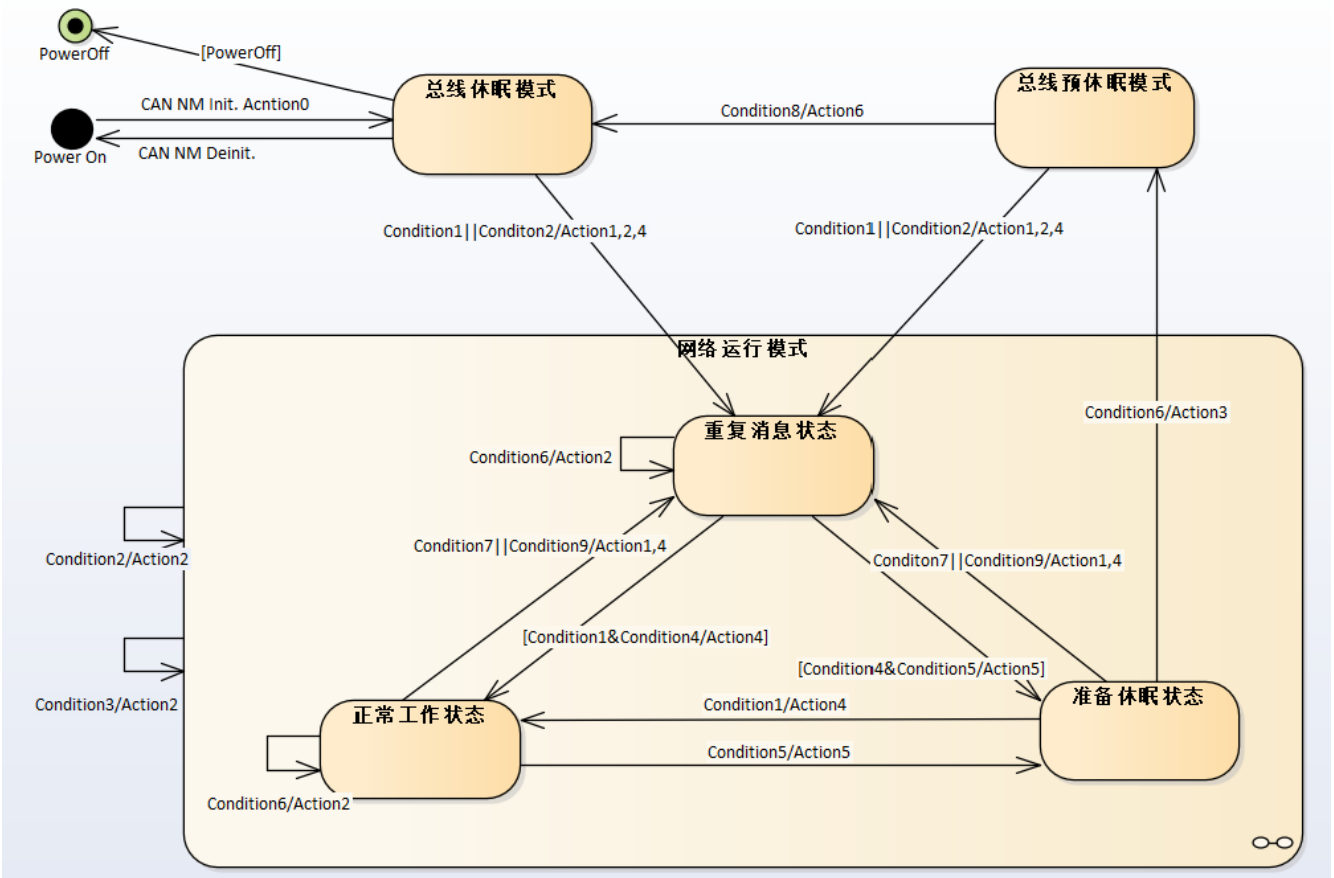 总线休眠模式
总线预休眠模式
PowerOff
[PowerOff]
CAN NM Init. Acntion0
Condition8/Action6
Power On
CAN NM Deinit.
Condition1||Conditon2/Action1,2,4
Condition1||Condition2/Action1,2,4
网络运行模式
Condition6/Action3
重复消息状态
Condition6/Action2
Condition7||Condition9/Action1,4
Conditon7||Condition9/Action1,4
Condition2/Action2
[Condition1&Condition4/Action4]
[Condition4&Condition5/Action5]
Condition3/Action2
正常工作状态
Condition1/Action4
准备休眠状态
Condition5/Action5
Condition6/Action2